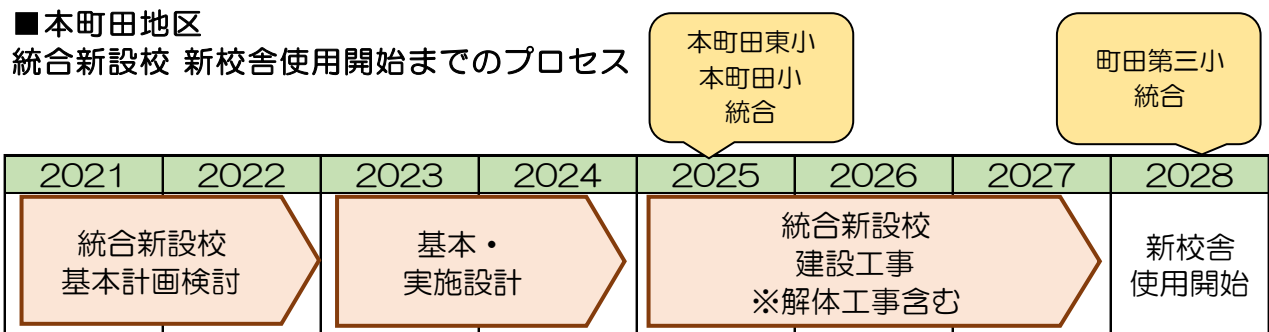 ■本町田地区
統合新設校 新校舎使用開始までのプロセス
本町田東小
本町田小
統合
町田第三小
統合
2021 2022 2023 2024 2025 2026 2027 2028
統合新設校
基本計画検討
基本・
実施設計
統合新設校
建設工事
※解体工事含む
新校舎
使用開始